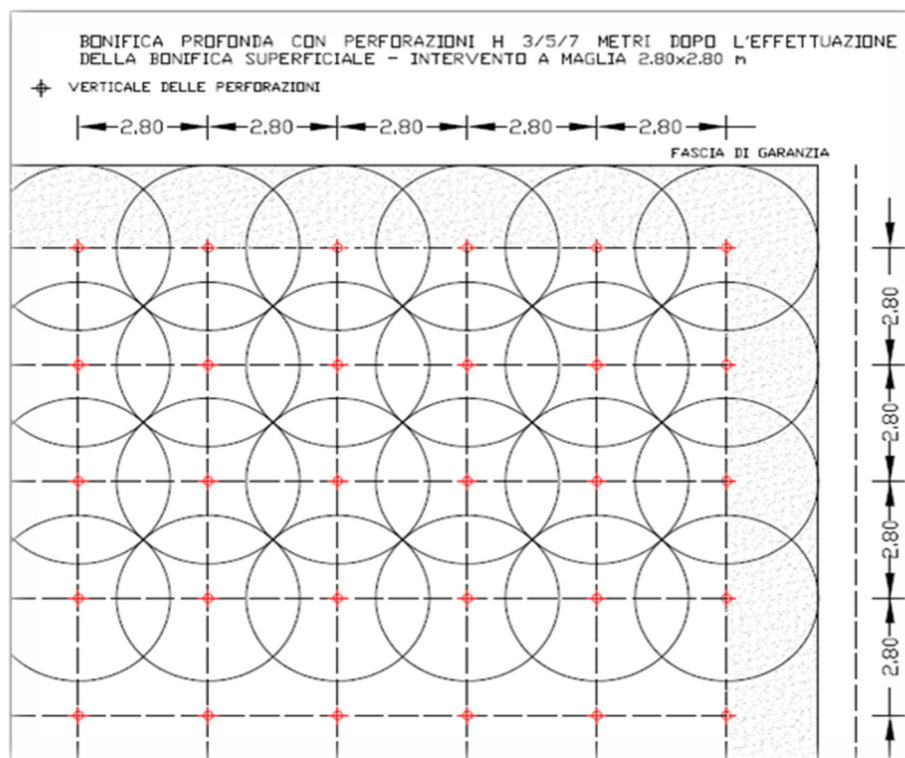 BONIFICA PROFONDA CON PERFORAZIONI H 3/5/7 METRI DOPO L'EFFETTUAZIONE
DELLA BONIFICA SUPERFICIALE - INTERVENTO A MAGLIA 2.80x2.80 m
VERTICALE DELLE PERFORAZIONI
2.80 2.80 2.80 2.80 2.80
FASCIA DI GARANZIA
2.80
2.80
2.80
2.80